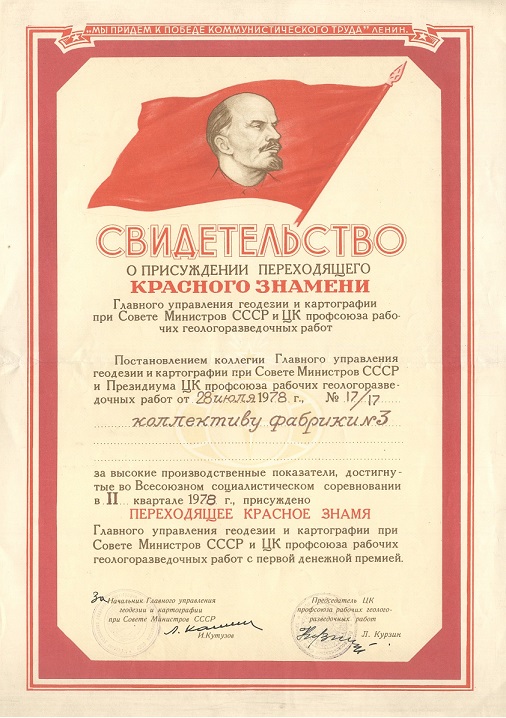 „МЫ ПРИДЕМ К ПОБЕДЕ КОММУНИСТИЧЕСКОГО ТРУДА" ЛЕНИН.
СВИДЕТЕЛЬСТВО
О ПРИСУЖДЕНИИ ПЕРЕХОДЯЩЕГО
КРАСНОГО ЗНАМЕНИ
Главного управления геодезии и картографии
при Совете Министров СССР и ЦК профсоюза рабо-
чих геологоразведочных работ
Постановлением коллегии Главного управления
геодезии и картографии при Совете Министров СССР
и Президиума ЦК профсоюза рабочих геологоразве-
дочных работ от 28 июля 1978 г., № 17/17
коллективу фабрики №3
за высокие производственные показатели, достигну-
тые во Всесоюзном социалистическом соревновании
в II квартале 1978 г., присуждено
ПЕРЕХОДЯЩЕЕ КРАСНОЕ ЗНАМЯ
Главного управления геодезии и картографии при
Совете Министров СССР и ЦК профсоюза рабочих
геологоразведочных работ с первой денежной премией.
За Начальник Главного управления
геодезии и картографии
при Совете Министров СССР
И.Кутузов
Председатель ЦК
профсоюза рабочих геолого-
разведочных работ
Л. Курзин